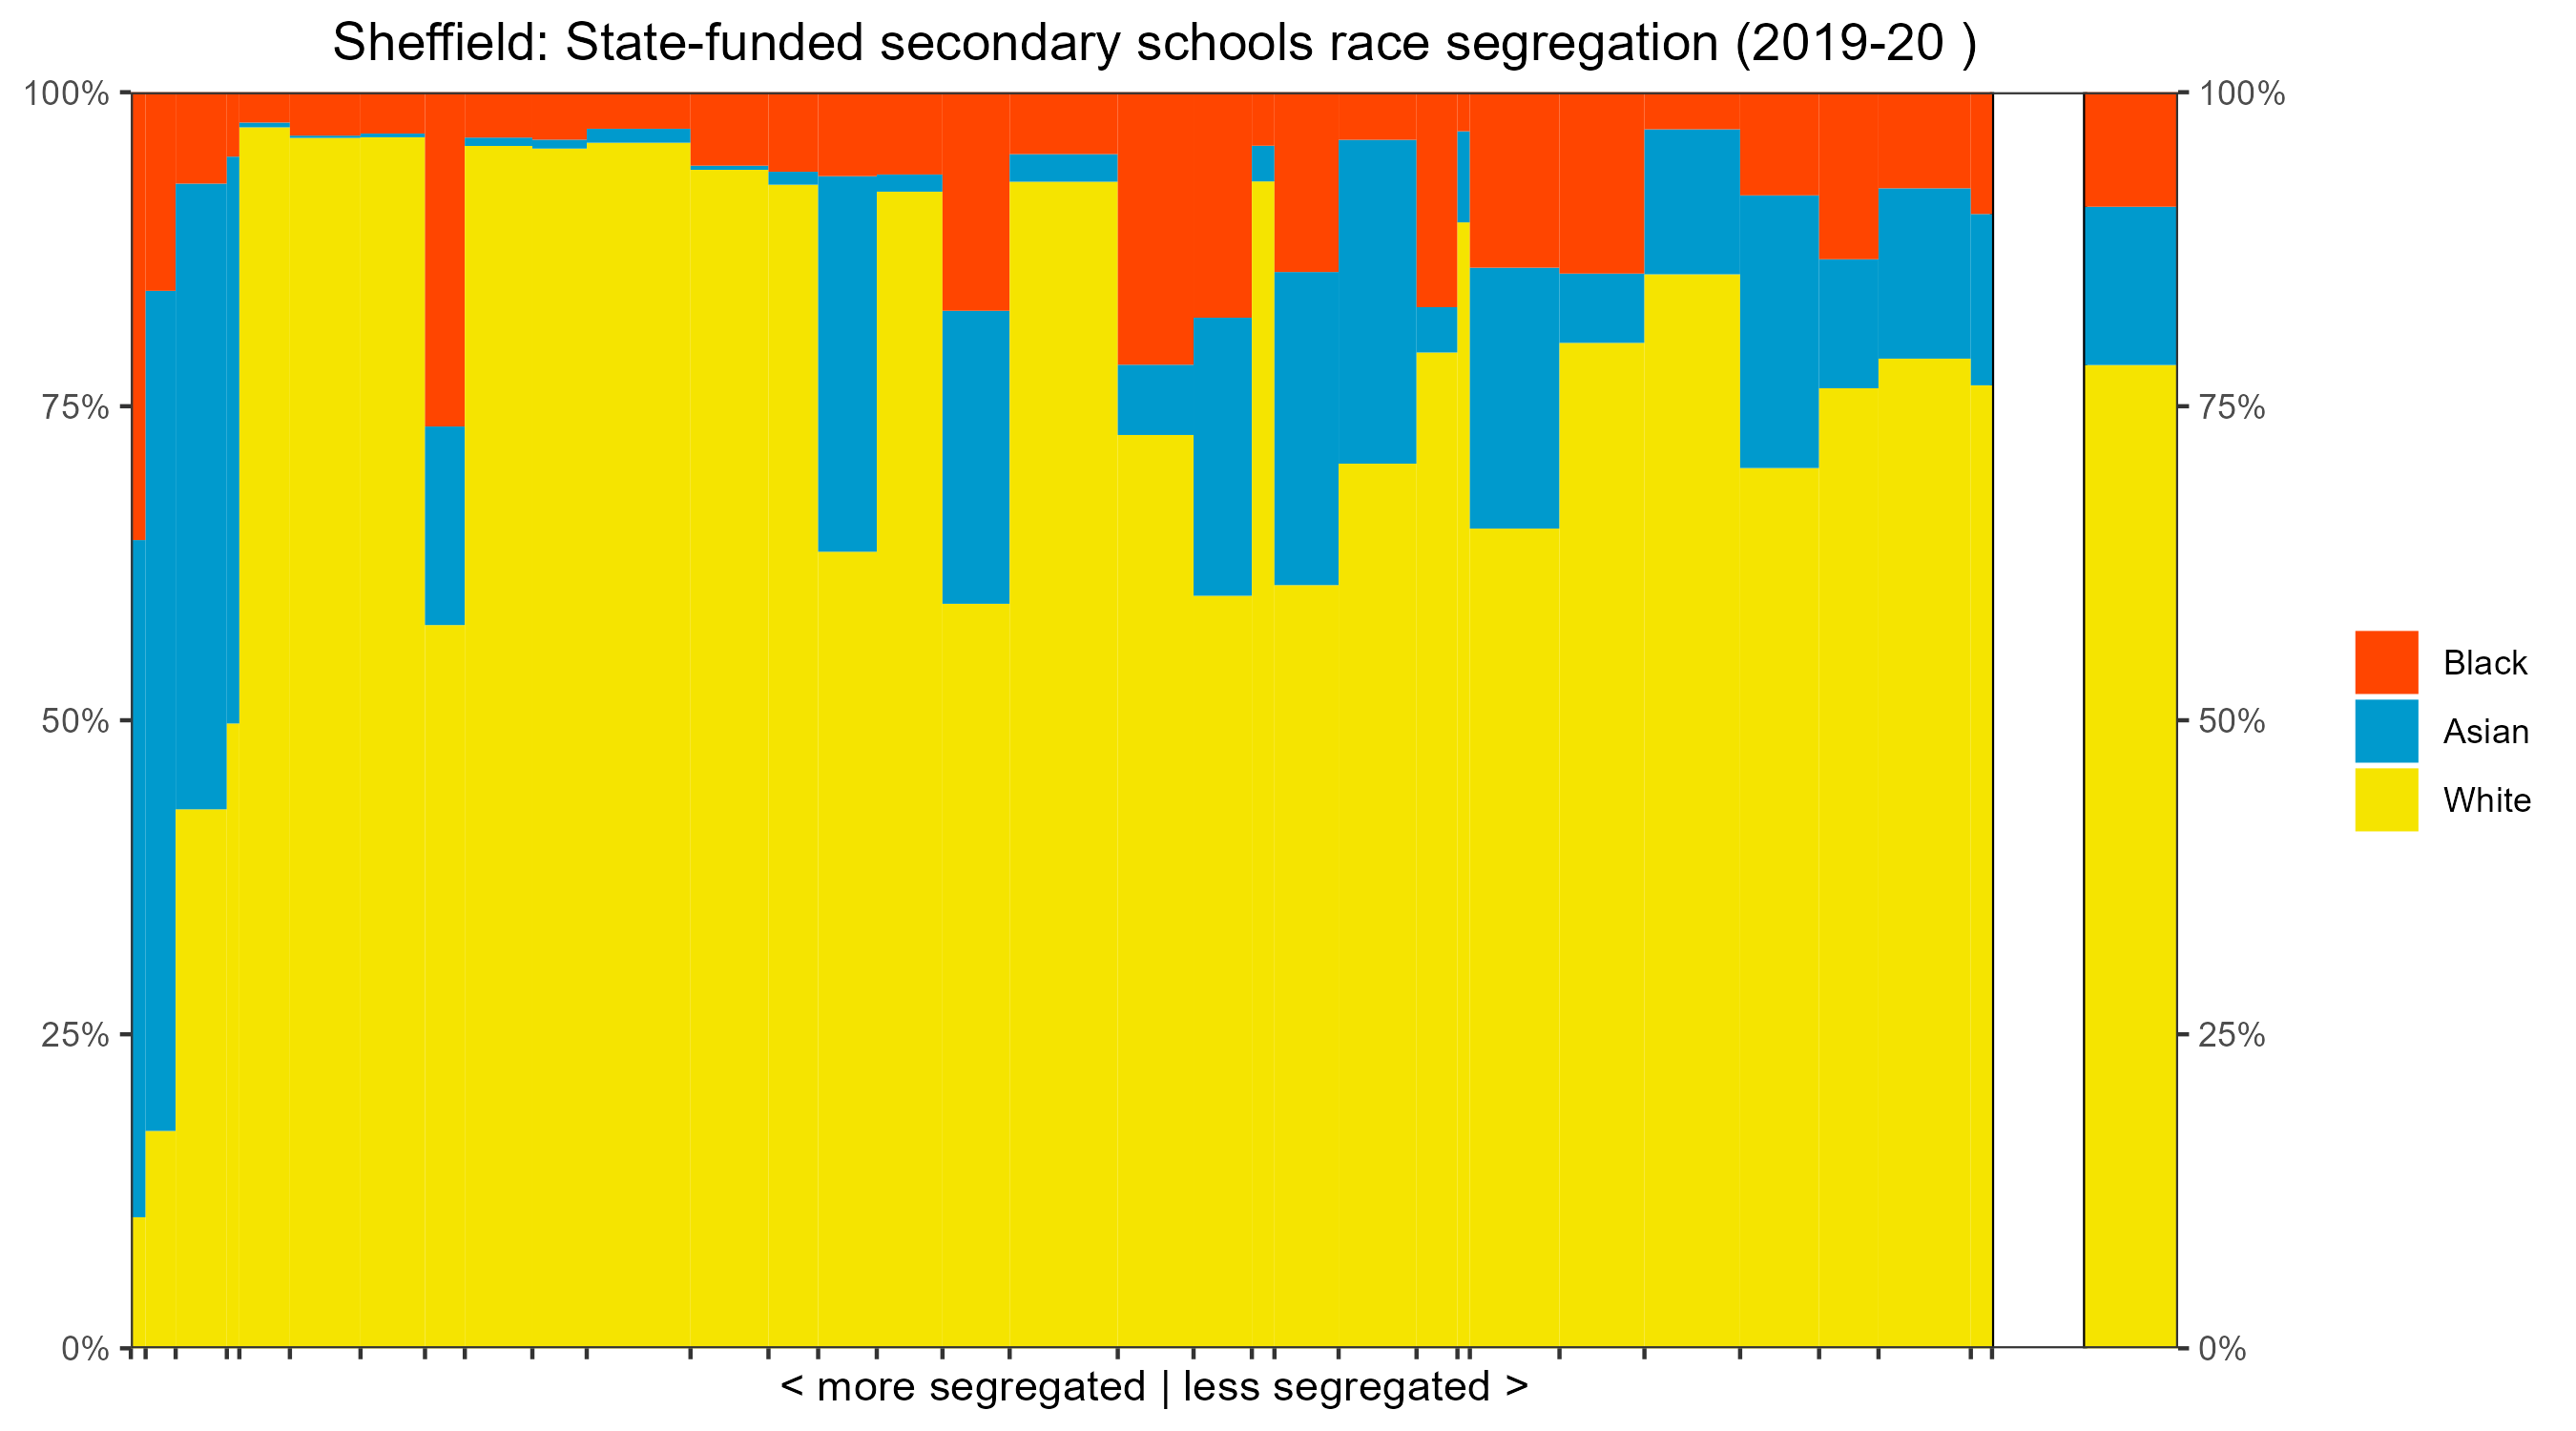 Sheffield: State-funded secondary schools race segregation (2019-20 )
100%
75%
50%
25%
0%
100%
75%
50%
25%
0%
Black
Asian
White
< more segregated | less segregated >